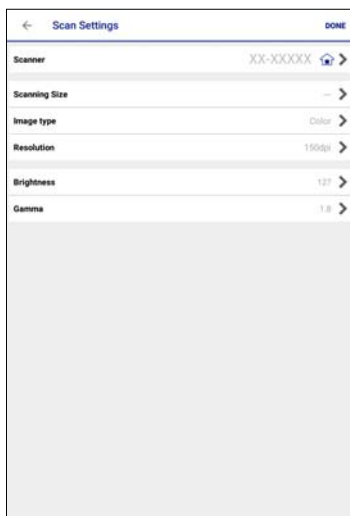 Scan Settings DONE
Scanner XX-XXXXX
Scanning Size --
Image type Color
Resolution 150dpi
Brightness 127
Gamma 1.8